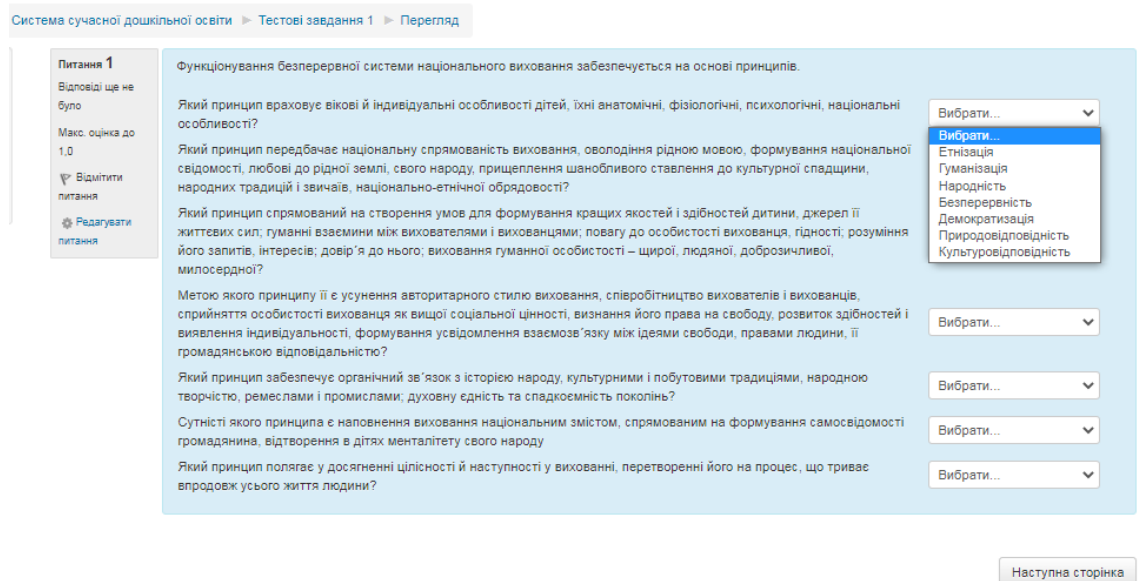 Система сучасної дошкільної освіти ► Тестові завдання 1 ► Перегляд
Питання 1
Відповіді ще не
було
Макс. оцінка до
1,0
Відмітити
питання
Редагувати
питання
Функціонування безперервної системи національного виховання забезпечується на основі принципів.
Який принцип враховує вікові й індивідуальні особливості дітей, їхні анатомічні, фізіологічні, психологічні, національні
особливості?
Вибрати...
Вибрати...
Етнізація
Гуманізація
Народність
Безперервність
Демократизація
Природовідповідність
Культуровідповідність
Який принцип передбачає національну спрямованість виховання, оволодіння рідною мовою, формування національної
свідомості, любові до рідної землі, свого народу, прищеплення шанобливого ставлення до культурної спадщини,
народних традицій і звичаїв, національно-етнічної обрядовості?
Який принцип спрямований на створення умов для формування кращих якостей і здібностей дитини, джерел її
життєвих сил; гуманні взаємини між вихователями і вихованцями; повагу до особистості вихованця, гідності; розуміння
його запитів, інтересів; довір´я до нього; виховання гуманної особистості – щирої, людяної, доброзичливої,
милосердної?
Метою якого принципу її є усунення авторитарного стилю виховання, співробітництво вихователів і вихованців,
сприйняття особистості вихованця як вищої соціальної цінності, визнання його права на свободу, розвиток здібностей і
виявлення індивідуальності, формування усвідомлення взаємозв´язку між ідеями свободи, правами людини, її
громадянською відповідальністю?
Вибрати...
Який принцип забезпечує органічний зв´язок з історією народу, культурними і побутовими традиціями, народною
творчістю, ремеслами і промислами; духовну єдність та спадкоємність поколінь?
Вибрати...
Сутністі якого принципа є наповнення виховання національним змістом, спрямованим на формування самосвідомості
громадянина, відтворення в дітях менталітету свого народу
Вибрати...
Який принцип полягає у досягненні цілісності й наступності у вихованні, перетворенні його на процес, що триває
впродовж усього життя людини?
Вибрати...
Наступна сторінка